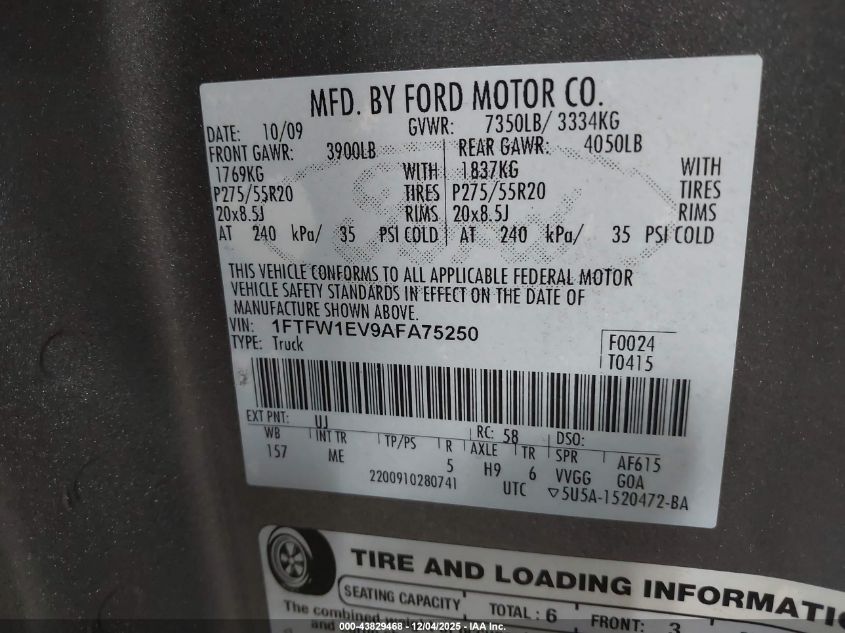 MFD. BY FORD MOTOR CO.
DATE: 10/09 GVWR: 7350LB/ 3334KG
FRONT GAWR: 3900LB REAR GAWR: 4050LB
1769KG WITH 1837KG WITH
P275/55R20 TIRES P275/55R20 TIRES
20x8.5J RIMS 20x8.5J RIMS
AT 240 kPa/ 35 PSI COLD AT 240 kPa/ 35 PSI COLD
THIS VEHICLE CONFORMS TO ALL APPLICABLE FEDERAL MOTOR
VEHICLE SAFETY STANDARDS IN EFFECT ON THE DATE OF
MANUFACTURE SHOWN ABOVE.
VIN: 1FTFW1EV9AFA75250
TYPE: Truck
F0024
T0415
EXT PNT: UJ RC: 58 DSO:
WB INT TR TP/PS R AXLE TR SPR AF615
157 ME 5 H9 6 VVGG GOA
2200910280741 UTC ▽5U5A-1520472-BA
TIRE AND LOADING INFORMATI
SEATING CAPACITY TOTAL: 6 FRONT: 3
The combined
and
000-43829468 - 12/04/2025 - IAA Inc.